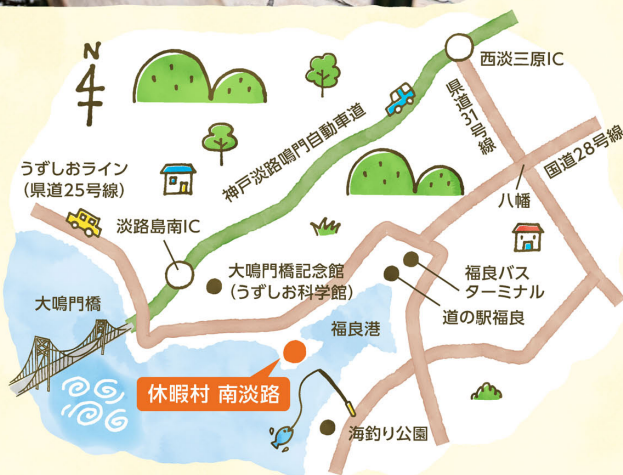 N
西淡三原IC
県道31号線
国道28号線
神戸淡路鳴門自動車道
うずしおライン
(県道25号線)
八幡
淡路島南IC
大鳴門橋記念館
(うずしお科学館)
福良バス
ターミナル
大鳴門橋
福良港
道の駅福良
休暇村 南淡路
海釣り公園